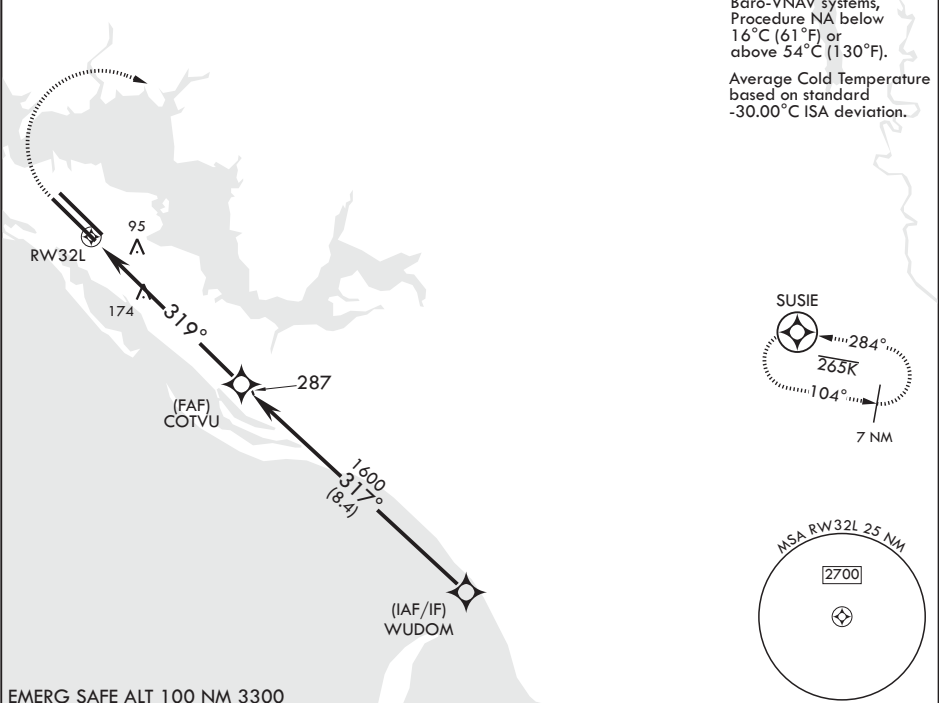 Baro-VNAV systems,
Procedure NA below
16°C (61°F) or
above 54°C (130°F).
Average Cold Temperature
based on standard
-30.00°C ISA deviation.
95
RW32L
174
319°
287
(FAF)
COTVU
1600
317°
(8.4)
(IAF/IF)
WUDOM
SUSIE
284°
265K
104°
7 NM
MSA RW32L 25 NM
2700
EMERG SAFE ALT 100 NM 3300